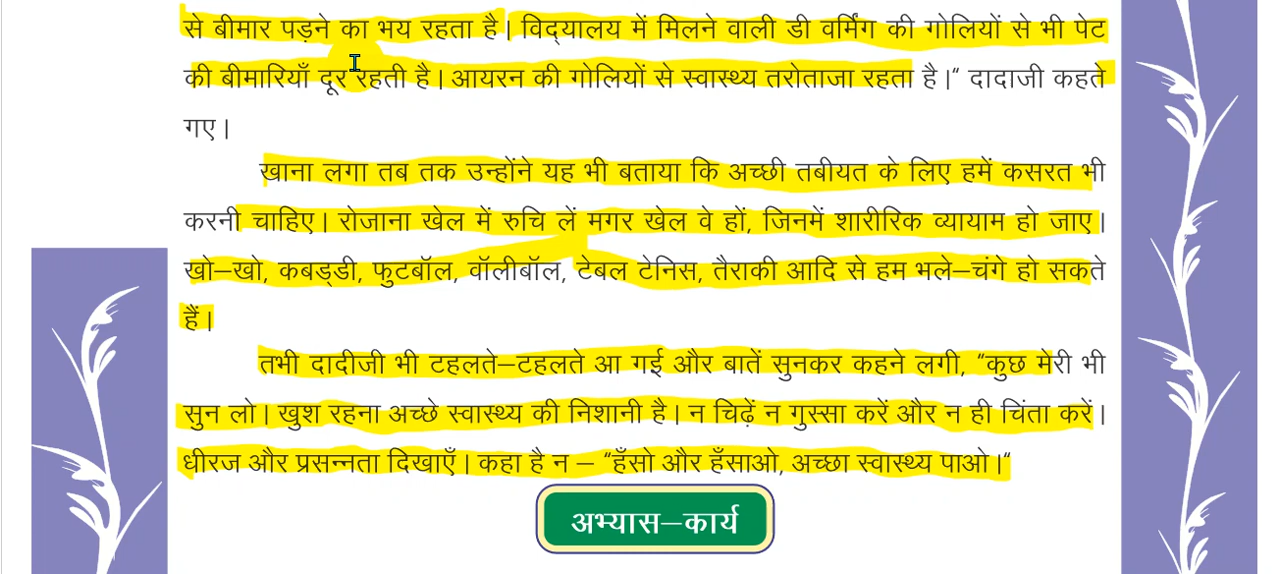 से बीमार पड़ने का भय रहता है। विद्यालय में मिलने वाली डी वर्मिंग की गोलियों से भी पेट
की बीमारियाँ दूर रहती है। आयरन की गोलियों से स्वास्थ्य तरोताजा रहता है।“ दादाजी कहते
गए।
खाना लगा तब तक उन्होंने यह भी बताया कि अच्छी तबीयत के लिए हमें कसरत भी
करनी चाहिए। रोजाना खेल में रुचि लें मगर खेल वे हों, जिनमें शारीरिक व्यायाम हो जाए।
खो–खो, कबड्डी, फुटबॉल, वॉलीबॉल, टेबल टेनिस, तैराकी आदि से हम भले–चंगे हो सकते
हैं।
तभी दादीजी भी टहलते–टहलते आ गई और बातें सुनकर कहने लगी, “कुछ मेरी भी
सुन लो। खुश रहना अच्छे स्वास्थ्य की निशानी है। न चिढ़ें न गुस्सा करें और न ही चिंता करें।
धीरज और प्रसन्नता दिखाएँ। कहा है न – “हँसो और हँसाओ, अच्छा स्वास्थ्य पाओ।“
अभ्यास–कार्य